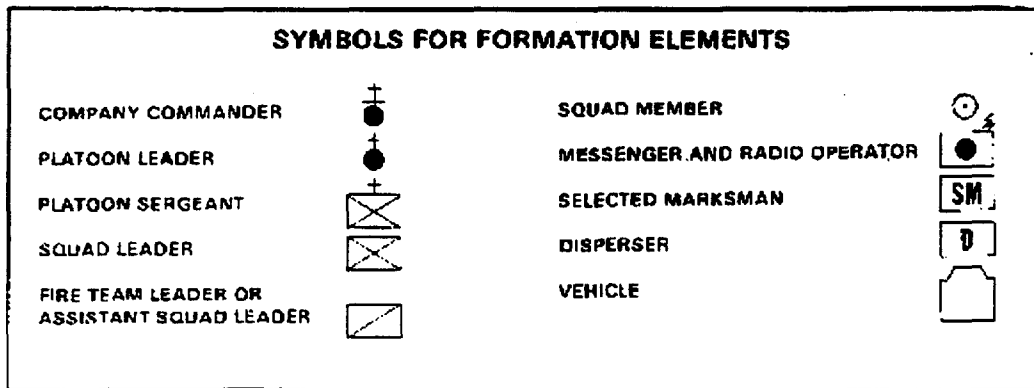 SYMBOLS FOR FORMATION ELEMENTS
COMPANY COMMANDER
PLATOON LEADER
PLATOON SERGEANT
SQUAD LEADER
FIRE TEAM LEADER OR
ASSISTANT SQUAD LEADER
SQUAD MEMBER
MESSENGER AND RADIO OPERATOR
SELECTED MARKSMAN
SM
DISPERSER
D
VEHICLE